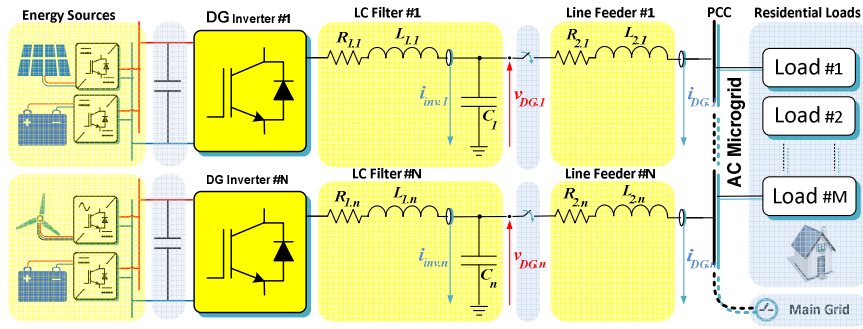 Energy Sources
DG Inverter #1
LC Filter #1
Line Feeder #1
PCC
Residential Loads
R1.1
L1.1
R2.1
L2.1
iinv.1
C1
vDG.1
iDG.
AC Microgrid
Load #1
Load #2
Load #M
DG Inverter #N
LC Filter #N
Line Feeder #N
R1.n
L1.n
R2.n
L2.n
iinv.n
Cn
vDG.n
iDG.
Main Grid